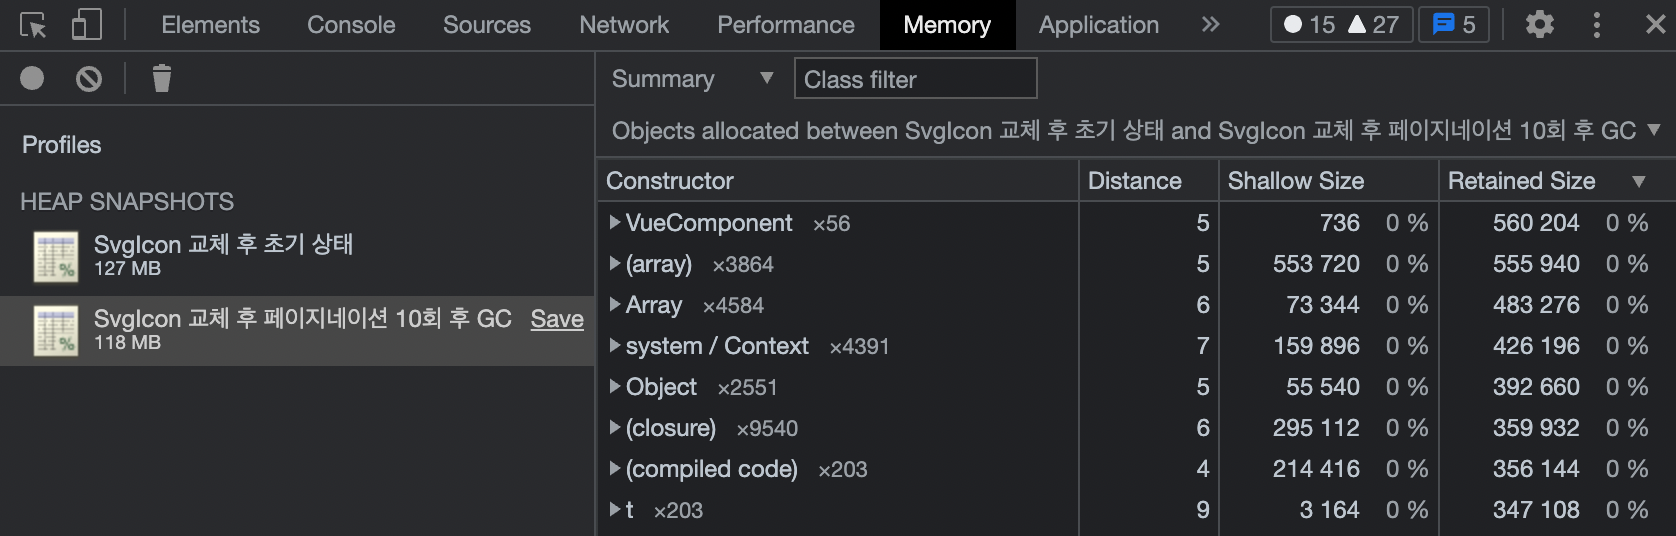 Elements Console Sources Network Performance Memory Application » 15 27 5
Summary ▼ Class filter
Objects allocated between SvgIcon 교체 후 초기 상태 and SvgIcon 교체 후 페이지네이션 10회 후 GC ▼
Profiles
HEAP SNAPSHOTS
SvgIcon 교체 후 초기 상태
127 MB
SvgIcon 교체 후 페이지네이션 10회 후 GC Save
118 MB
Constructor Distance Shallow Size Retained Size ▼
VueComponent ×56 5 736 0 % 560 204 0 %
(array) ×3864 5 553 720 0 % 555 940 0 %
Array ×4584 6 73 344 0 % 483 276 0 %
system / Context ×4391 7 159 896 0 % 426 196 0 %
Object ×2551 5 55 540 0 % 392 660 0 %
(closure) ×9540 6 295 112 0 % 359 932 0 %
(compiled code) ×203 4 214 416 0 % 356 144 0 %
t ×203 9 3 164 0 % 347 108 0 %